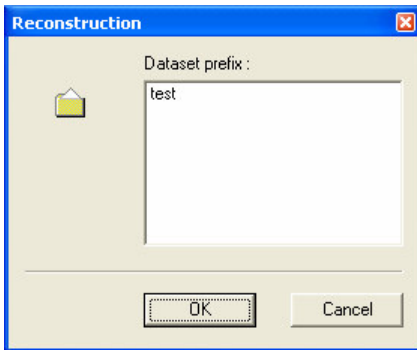 Reconstruction
Dataset prefix :
test
OK
Cancel